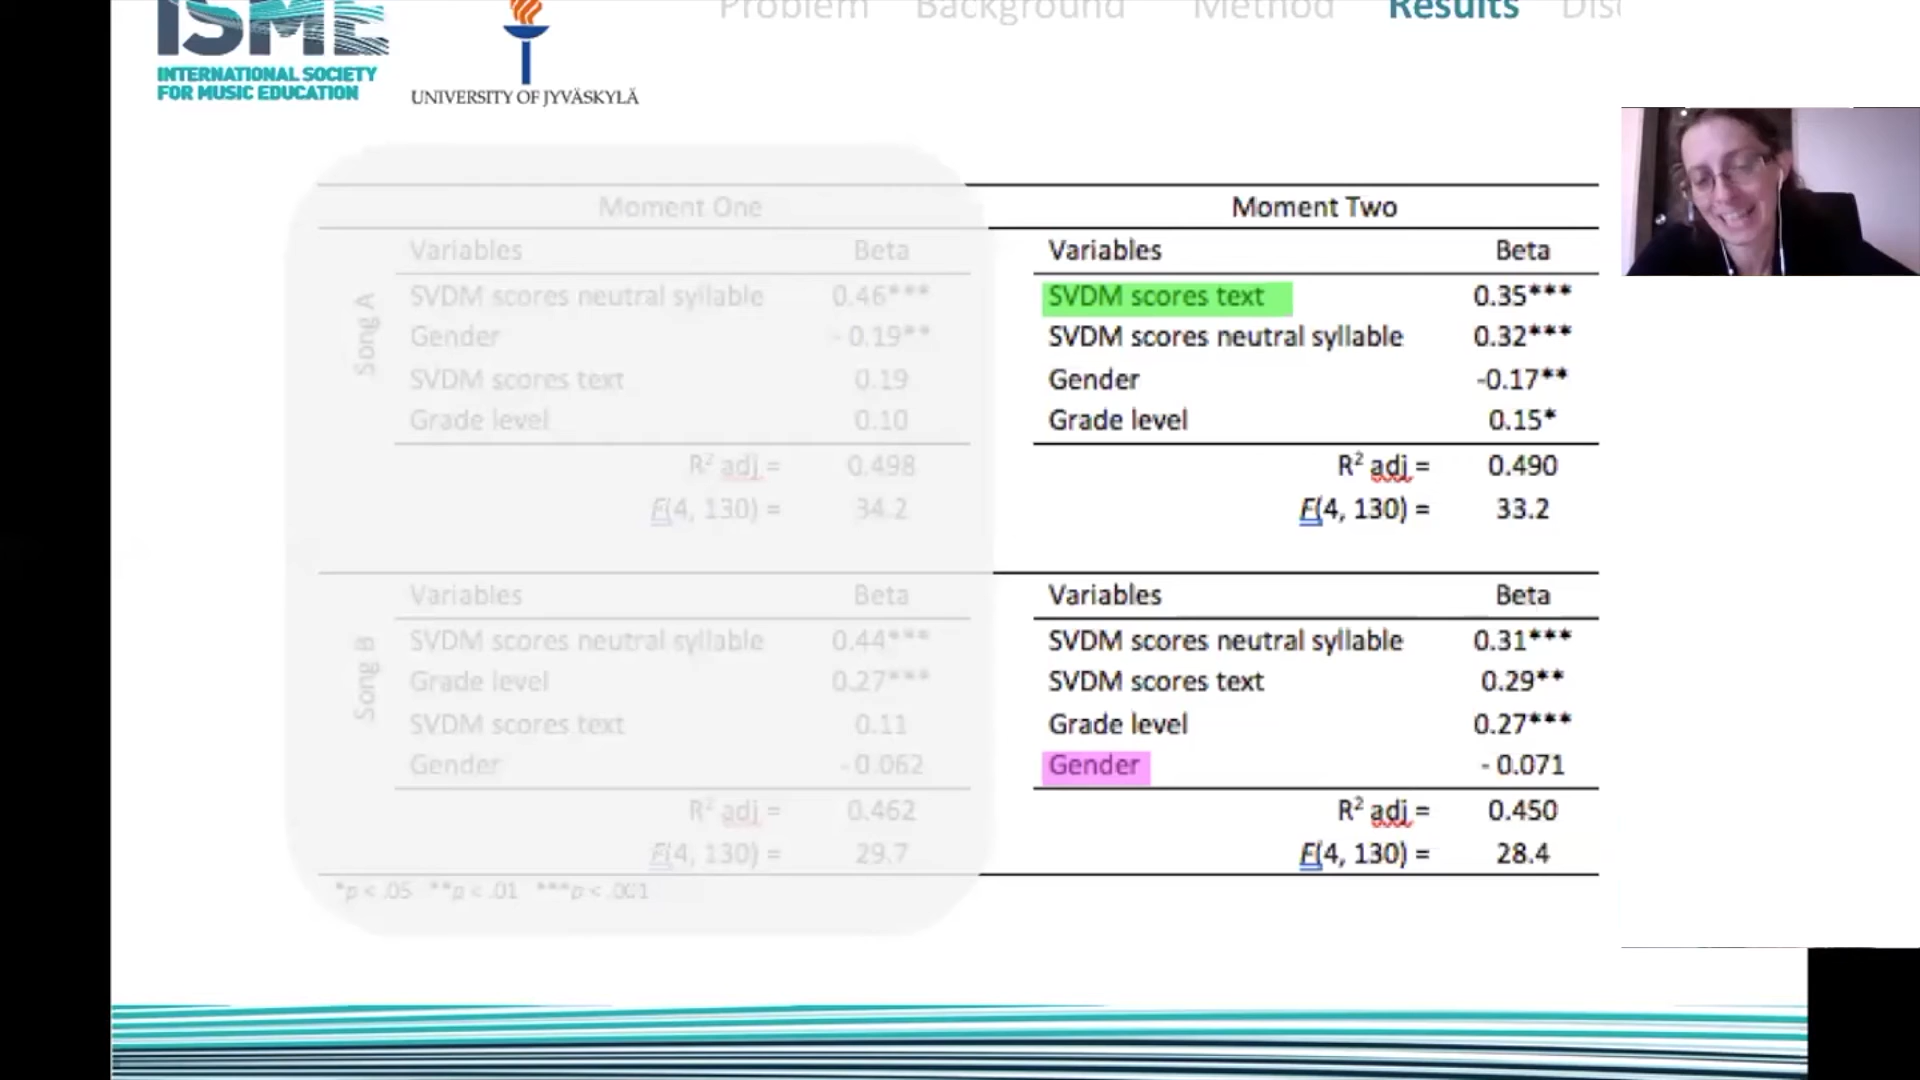 ISME
INTERNATIONAL SOCIETY
FOR MUSIC EDUCATION
UNIVERSITY OF JYVÄSKYLÄ
Problem Background Method Results
Moment One
Variables Beta
Song A
SVDM scores neutral syllable 0.46***
Gender - 0.19**
SVDM scores text 0.19
Grade level 0.10
R² adj = 0.498
F(4, 130) = 34.2
Moment Two
Variables Beta
SVDM scores text 0.35***
SVDM scores neutral syllable 0.32***
Gender -0.17**
Grade level 0.15*
R² adj = 0.490
F(4, 130) = 33.2
Variables Beta
Song B
SVDM scores neutral syllable 0.44***
Grade level 0.27***
SVDM scores text 0.11
Gender - 0.062
R² adj = 0.462
F(4, 130) = 29.7
Variables Beta
SVDM scores neutral syllable 0.31***
SVDM scores text 0.29**
Grade level 0.27***
Gender - 0.071
R² adj = 0.450
F(4, 130) = 28.4
*p < .05 **p < .01 ***p < .001